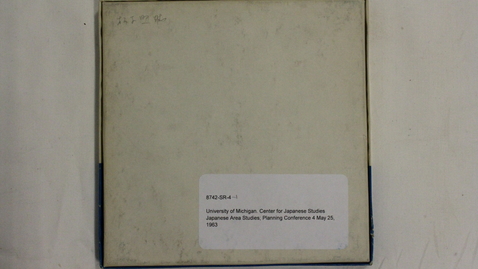 8742-SR-4
University of Michigan. Center for Japanese Studies
Japanese Area Studies; Planning Conference 4 May 25,
1963